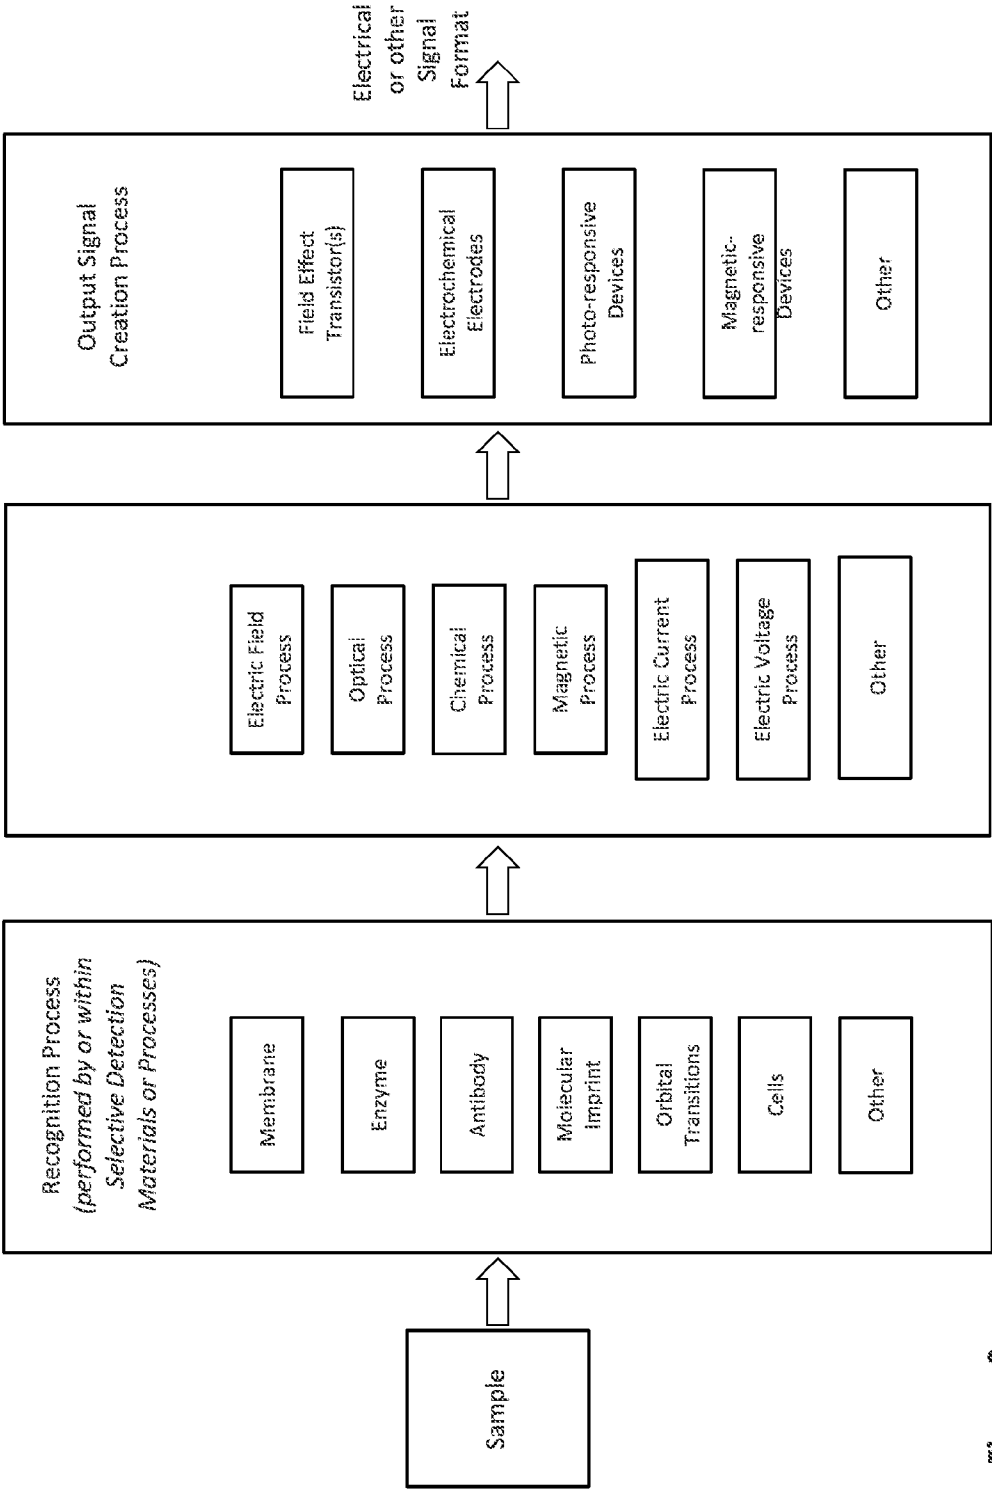 Sample
Recognition Process
(performed by or within
Selective Detection
Materials or Processes)
Membrane
Enzyme
Antibody
Molecular
Imprint
Orbital
Transitions
Cells
Other
Electric Field
Process
Optical
Process
Chemical
Process
Magnetic
Process
Electric Current
Process
Electric Voltage
Process
Other
Output Signal
Creation Process
Field Effect
Transistor(s)
Electrochemical
Electrodes
Photo-responsive
Devices
Magnetic-
responsive
Devices
Other
Electrical
or other
Signal
Format